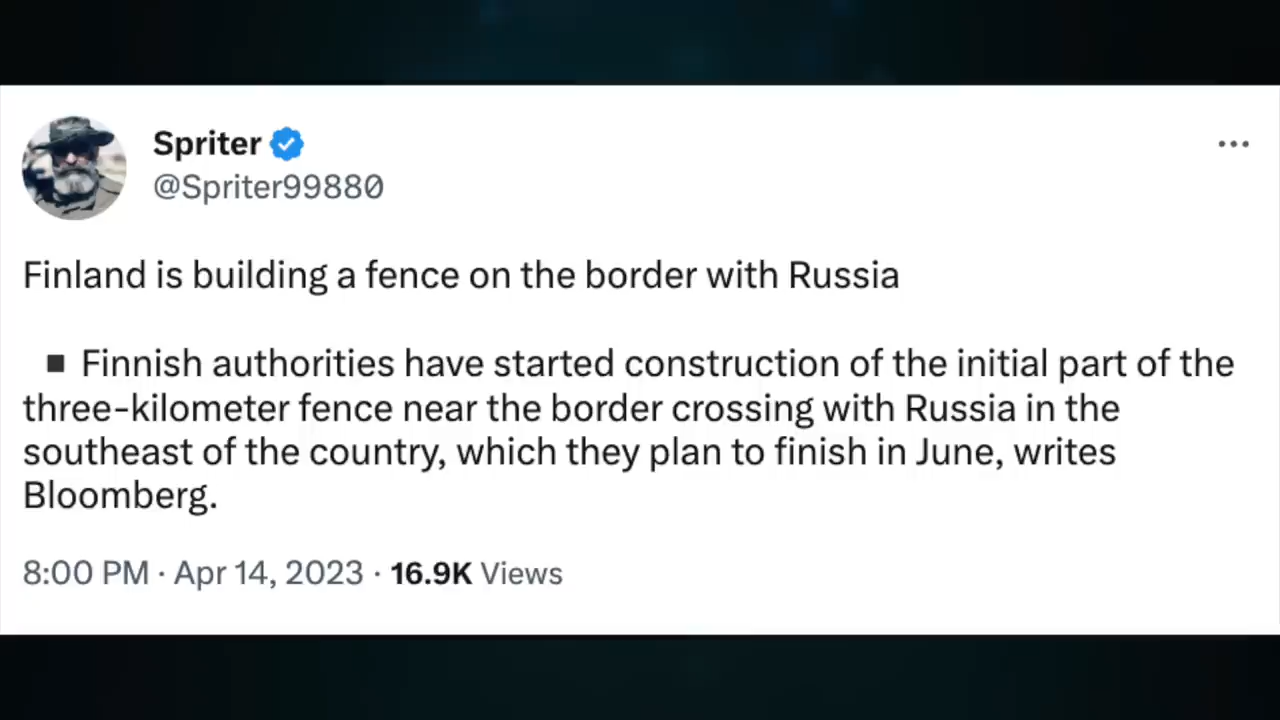 Spriter
@Spriter99880
Finland is building a fence on the border with Russia
▪ Finnish authorities have started construction of the initial part of the
three-kilometer fence near the border crossing with Russia in the
southeast of the country, which they plan to finish in June, writes
Bloomberg.
8:00 PM · Apr 14, 2023 · 16.9K Views